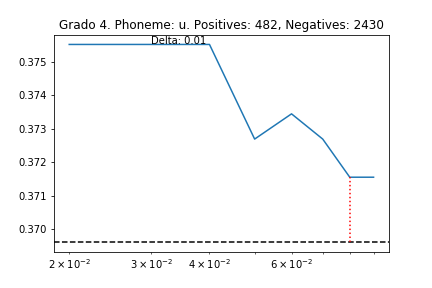 Grado 4. Phoneme: u. Positives: 482, Negatives: 2430
Delta: 0.01
0.375
0.374
0.373
0.372
0.371
0.370
2 × 10⁻² 3 × 10⁻² 4 × 10⁻² 6 × 10⁻²